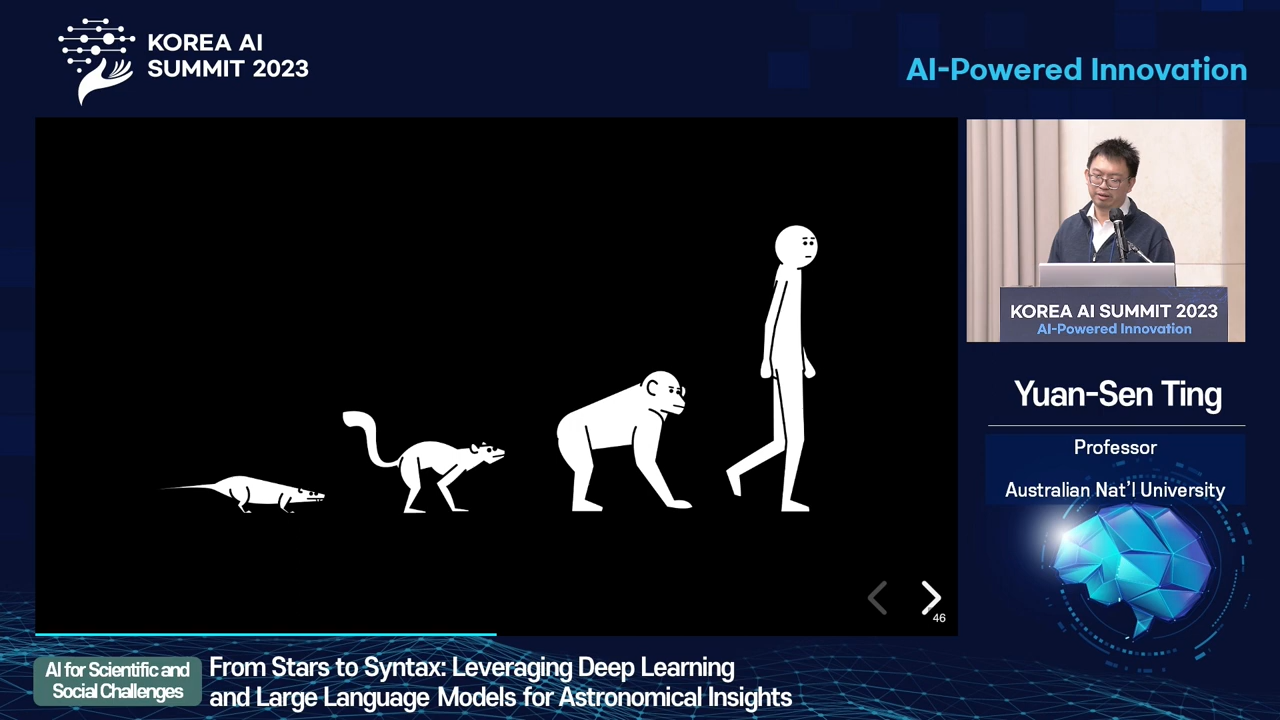 KOREA AI
SUMMIT 2023
AI-Powered Innovation
KOREA AI SUMMIT 2023
AI-Powered Innovation
Yuan-Sen Ting
Professor
Australian Nat'l University
46
AI for Scientific and
Social Challenges
From Stars to Syntax: Leveraging Deep Learning
and Large Language Models for Astronomical Insights